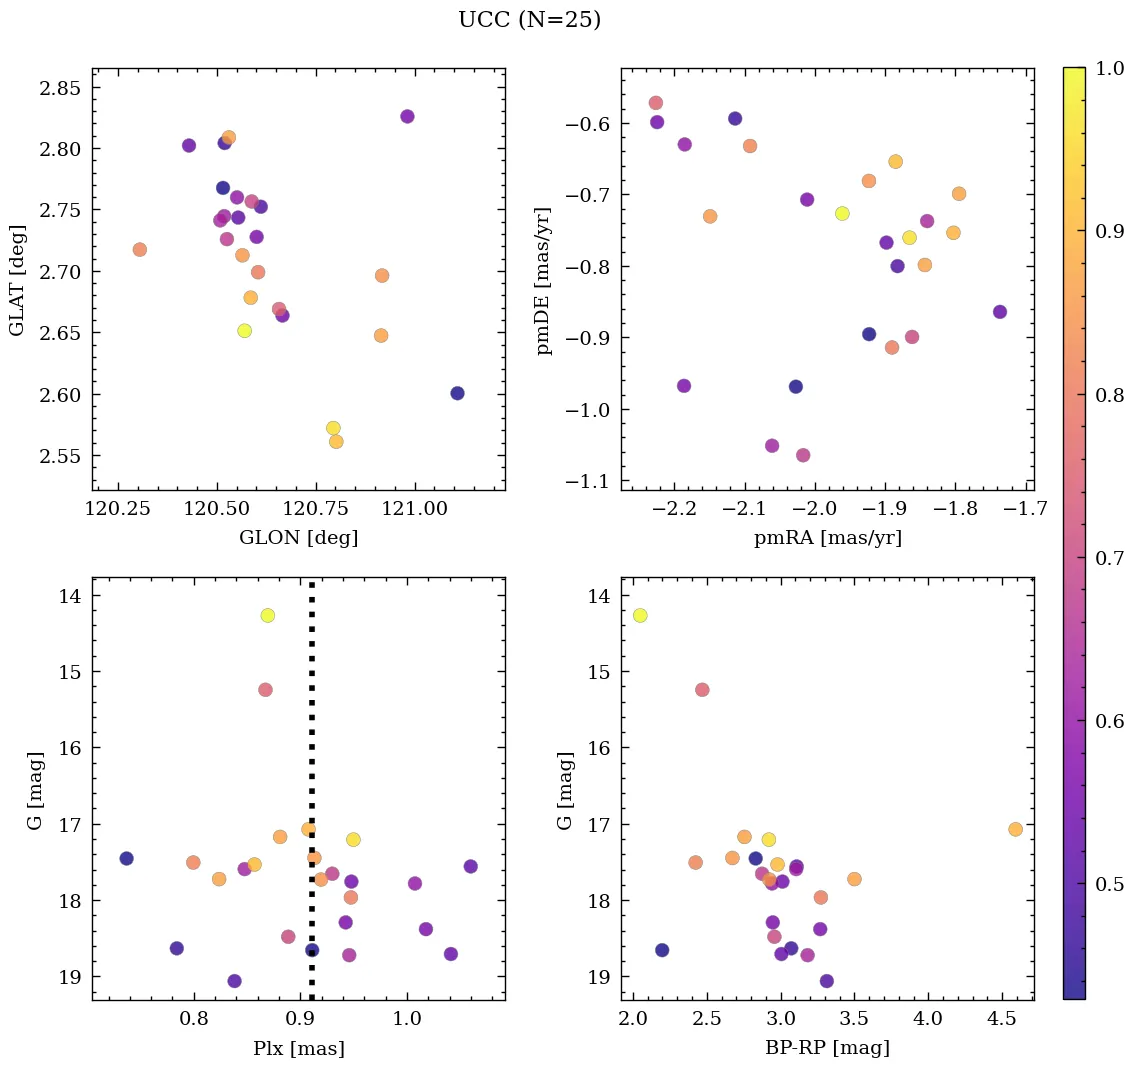 UCC (N=25)
2.85
2.80
2.75
2.70
2.65
2.60
2.55
GLAT [deg]
120.25 120.50 120.75 121.00
GLON [deg]
−0.6
−0.7
−0.8
−0.9
−1.0
−1.1
pmDE [mas/yr]
−2.2 −2.1 −2.0 −1.9 −1.8 −1.7
pmRA [mas/yr]
14
15
16
17
18
19
G [mag]
0.8 0.9 1.0
Plx [mas]
14
15
16
17
18
19
G [mag]
2.0 2.5 3.0 3.5 4.0 4.5
BP-RP [mag]
1.0
0.9
0.8
0.7
0.6
0.5